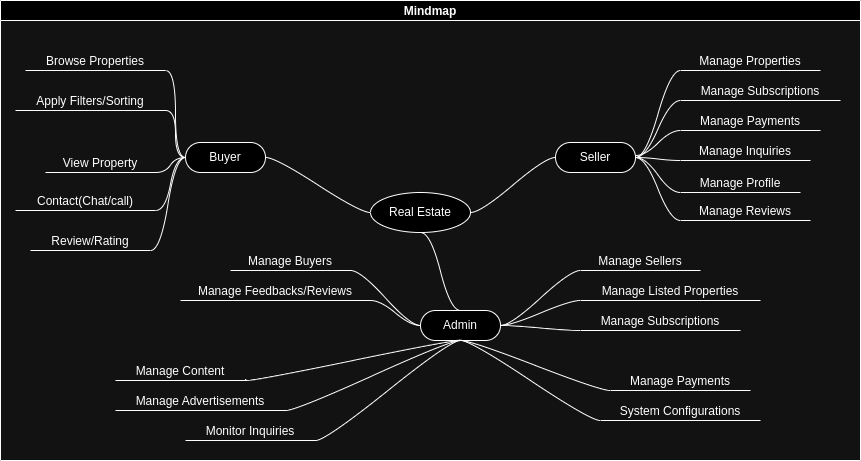 Mindmap
Browse Properties
Apply Filters/Sorting
View Property
Contact(Chat/call)
Review/Rating
Buyer
Real Estate
Seller
Manage Properties
Manage Subscriptions
Manage Payments
Manage Inquiries
Manage Profile
Manage Reviews
Manage Buyers
Manage Feedbacks/Reviews
Admin
Manage Sellers
Manage Listed Properties
Manage Subscriptions
Manage Content
Manage Advertisements
Monitor Inquiries
Manage Payments
System Configurations